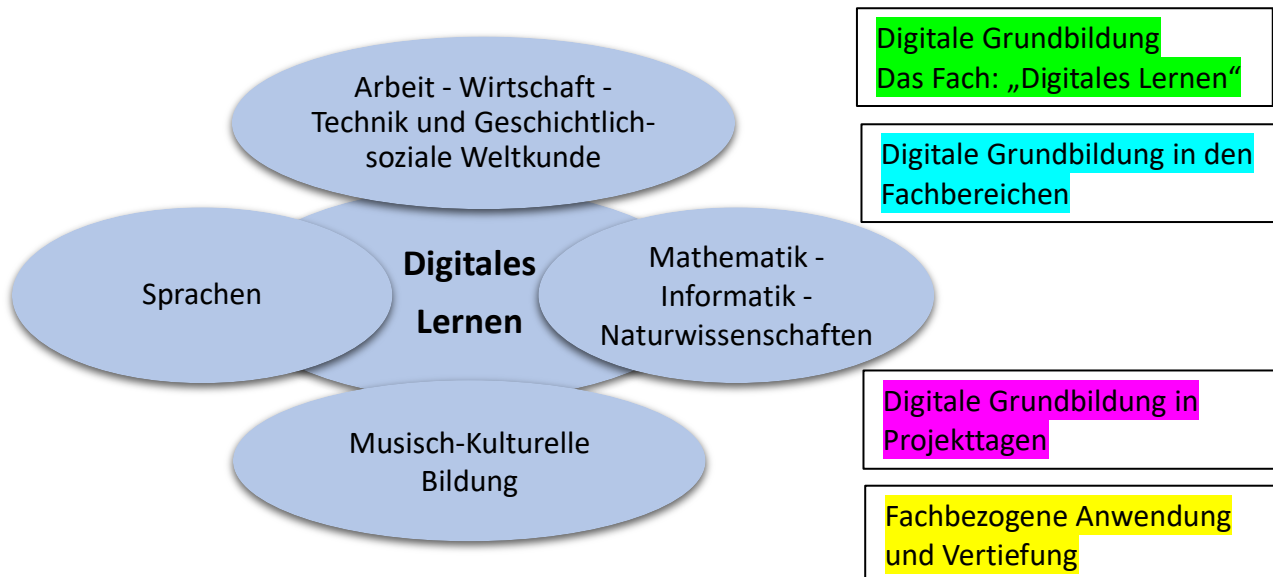 Arbeit - Wirtschaft -
Technik und Geschichtlich-
soziale Weltkunde
Sprachen
Digitales
Lernen
Mathematik -
Informatik -
Naturwissenschaften
Musisch-Kulturelle
Bildung
Digitale Grundbildung
Das Fach: „Digitales Lernen“
Digitale Grundbildung in den
Fachbereichen
Digitale Grundbildung in
Projekttagen
Fachbezogene Anwendung
und Vertiefung